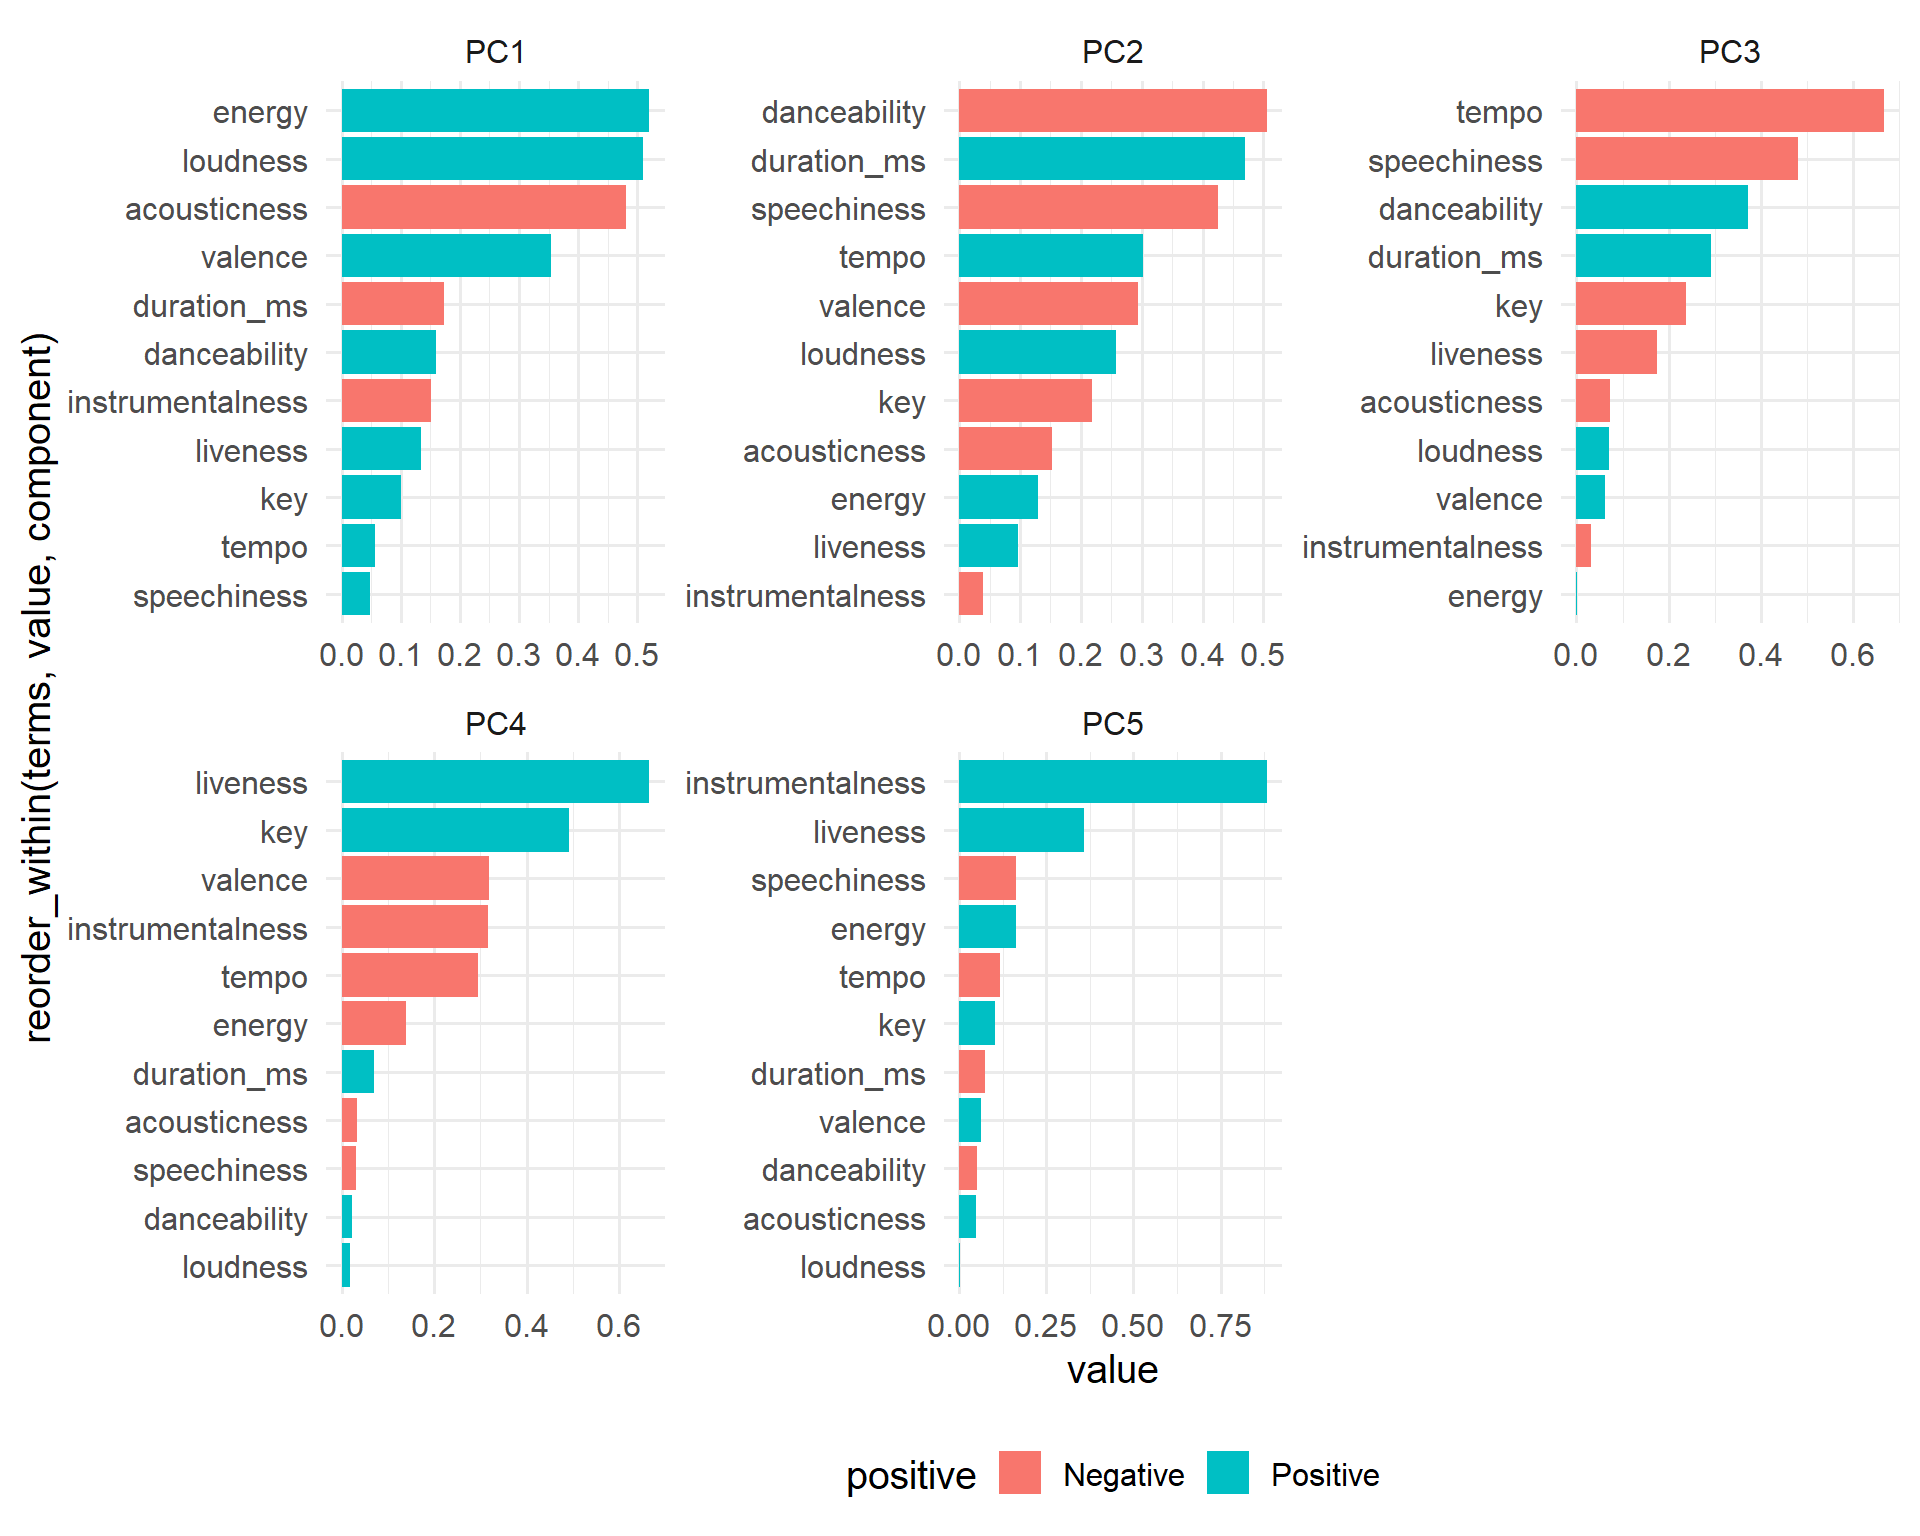 PC1
energy
loudness
acousticness
valence
duration_ms
danceability
instrumentalness
liveness
key
tempo
speechiness
0.0 0.1 0.2 0.3 0.4 0.5
PC2
danceability
duration_ms
speechiness
tempo
valence
loudness
key
acousticness
energy
liveness
instrumentalness
0.0 0.1 0.2 0.3 0.4 0.5
PC3
tempo
speechiness
danceability
duration_ms
key
liveness
acousticness
loudness
valence
instrumentalness
energy
0.0 0.2 0.4 0.6
PC4
liveness
key
valence
instrumentalness
tempo
energy
duration_ms
acousticness
speechiness
danceability
loudness
0.0 0.2 0.4 0.6
PC5
instrumentalness
liveness
speechiness
energy
tempo
key
duration_ms
valence
danceability
acousticness
loudness
0.00 0.25 0.50 0.75
reorder_within(terms, value, component)
value
positive Negative Positive